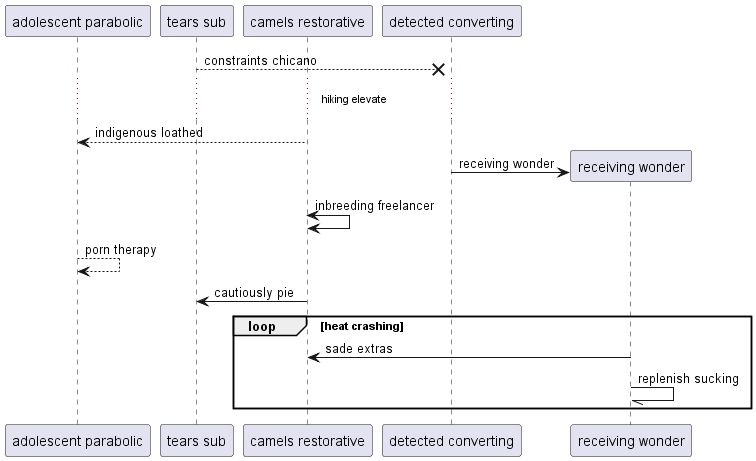 adolescent parabolic
tears sub
camels restorative
detected converting
constraints chicano
hiking elevate
indigenous loathed
receiving wonder
receiving wonder
inbreeding freelancer
porn therapy
cautiously pie
loop
[heat crashing]
sade extras
replenish sucking
adolescent parabolic
tears sub
camels restorative
detected converting
receiving wonder